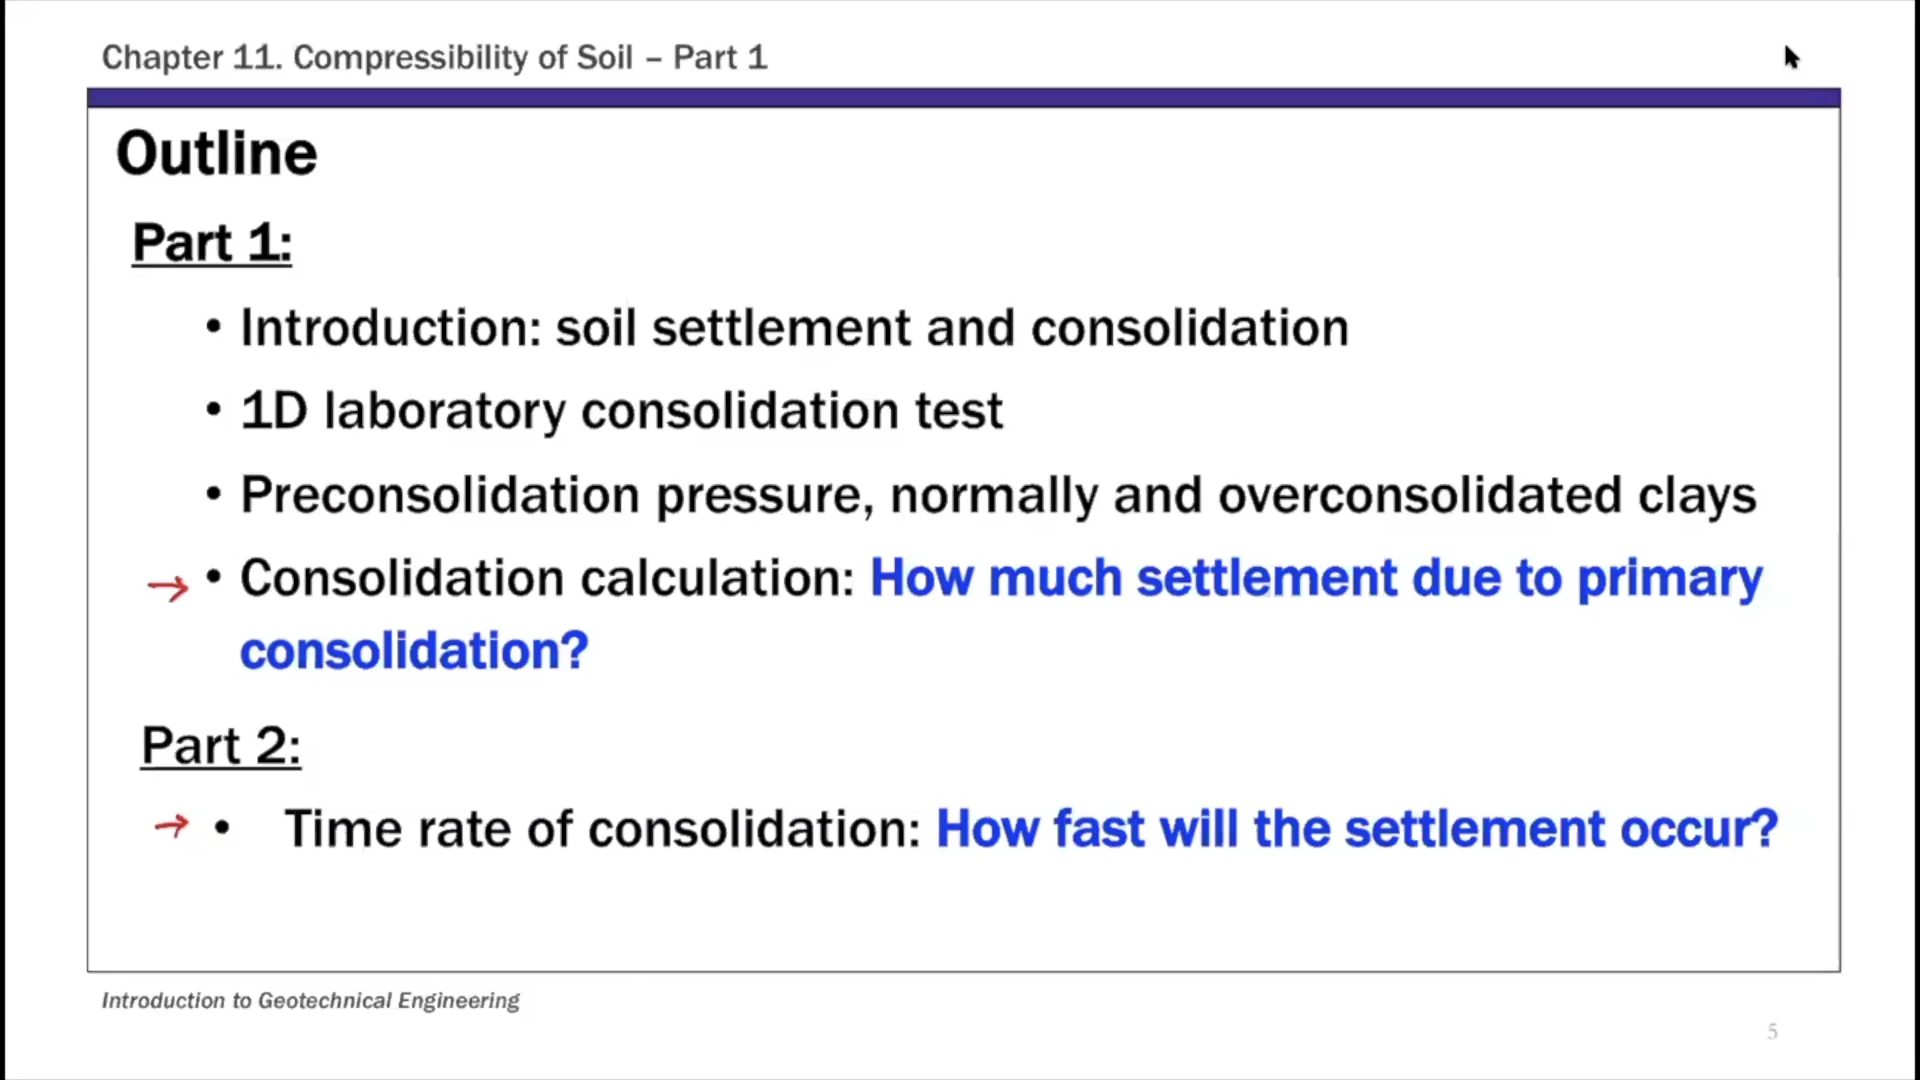 Chapter 11. Compressibility of Soil – Part 1
Outline
Part 1:
• Introduction: soil settlement and consolidation
• 1D laboratory consolidation test
• Preconsolidation pressure, normally and overconsolidated clays
→ • Consolidation calculation: How much settlement due to primary
consolidation?
Part 2:
→ • Time rate of consolidation: How fast will the settlement occur?
Introduction to Geotechnical Engineering
5